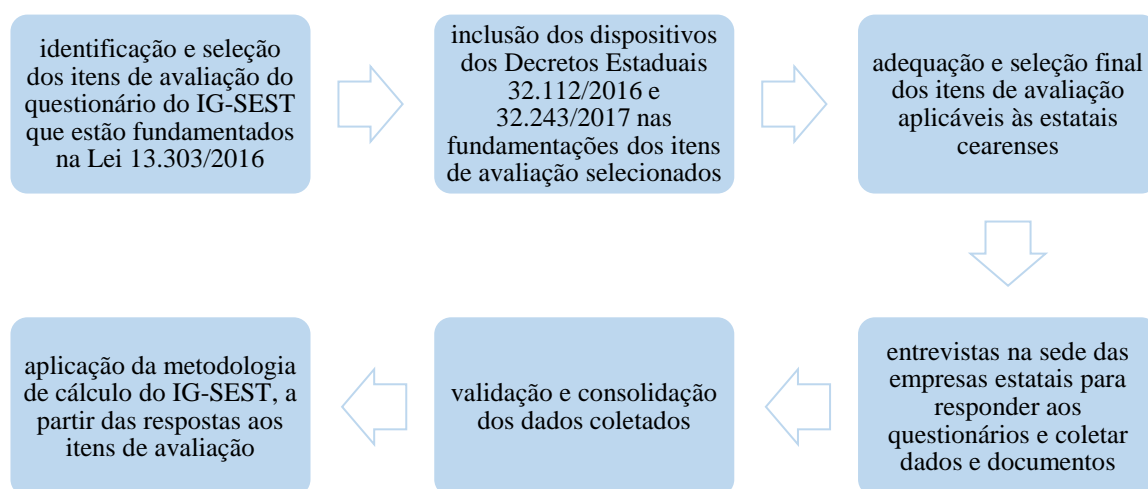 identificação e seleção
dos itens de avaliação do
questionário do IG-SEST
que estão fundamentados
na Lei 13.303/2016
inclusão dos dispositivos
dos Decretos Estaduais
32.112/2016 e
32.243/2017 nas
fundamentações dos itens
de avaliação selecionados
adequação e seleção final
dos itens de avaliação
aplicáveis às estatais
cearenses
entrevistas na sede das
empresas estatais para
responder aos
questionários e coletar
dados e documentos
validação e consolidação
dos dados coletados
aplicação da metodologia
de cálculo do IG-SEST, a
partir das respostas aos
itens de avaliação